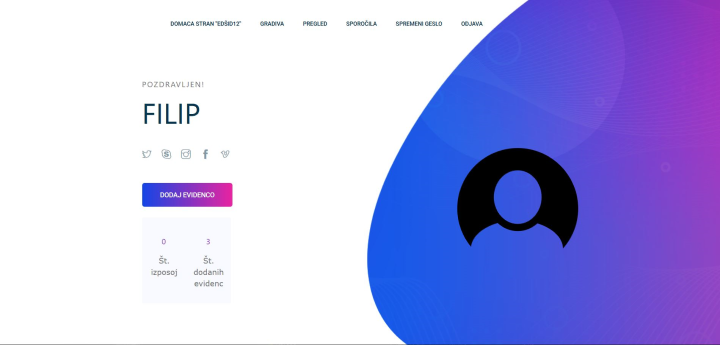 DOMACA STRAN "EDŠID12" GRADIVA PREGLED SPOROČILA SPREMENI GESLO ODJAVA
POZDRAVLJEN!
FILIP
DODAJ EVIDENCO
0 3
Št. izposoj
Št. dodanih evidenc